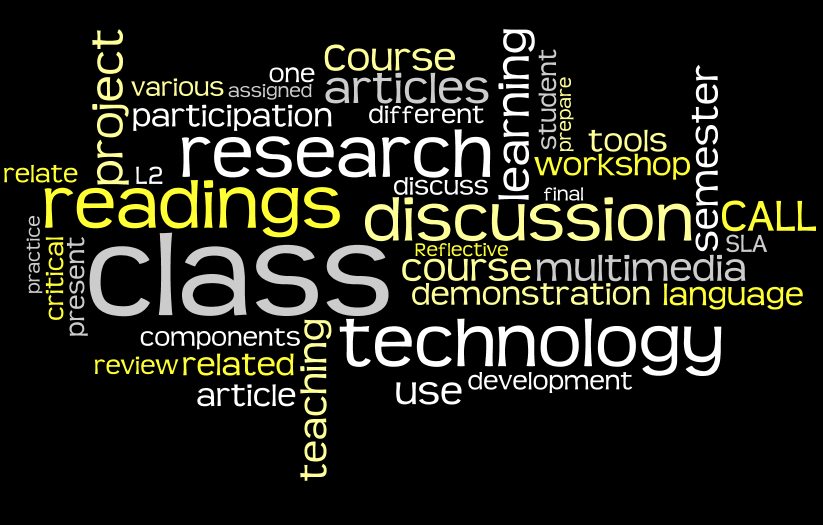 project
various
assigned
one
Course
articles
participation
different
learning
student
prepare
tools
semester
research
workshop
relate
L2
discuss
final
readings
discussion
CALL
SLA
practice
critical
present
class
Reflective
course
multimedia
demonstration
language
components
technology
review
related
teaching
article
use
development